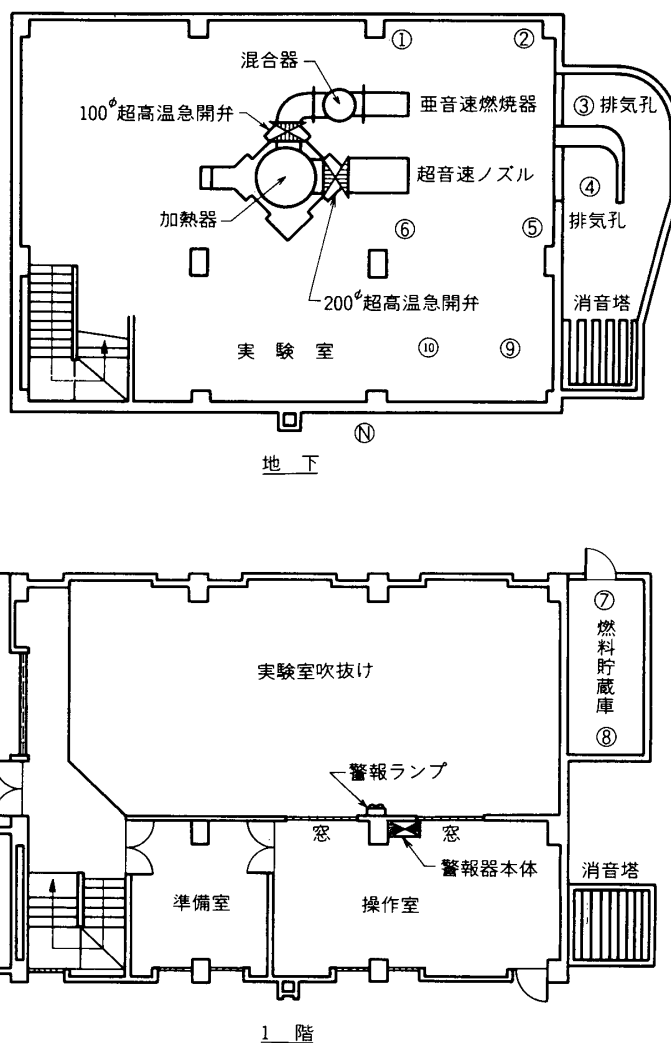 ①
②
混合器
100φ超高温急開弁
亜音速燃焼器
③ 排気孔
超音速ノズル
④
排気孔
加熱器
⑥
⑤
200φ超高温急開弁
消音塔
実験室
⑩
⑨
Ⓝ
地下
⑦
燃料貯蔵庫
⑧
実験室吹抜け
警報ランプ
窓
窓
警報器本体
消音塔
準備室
操作室
1階